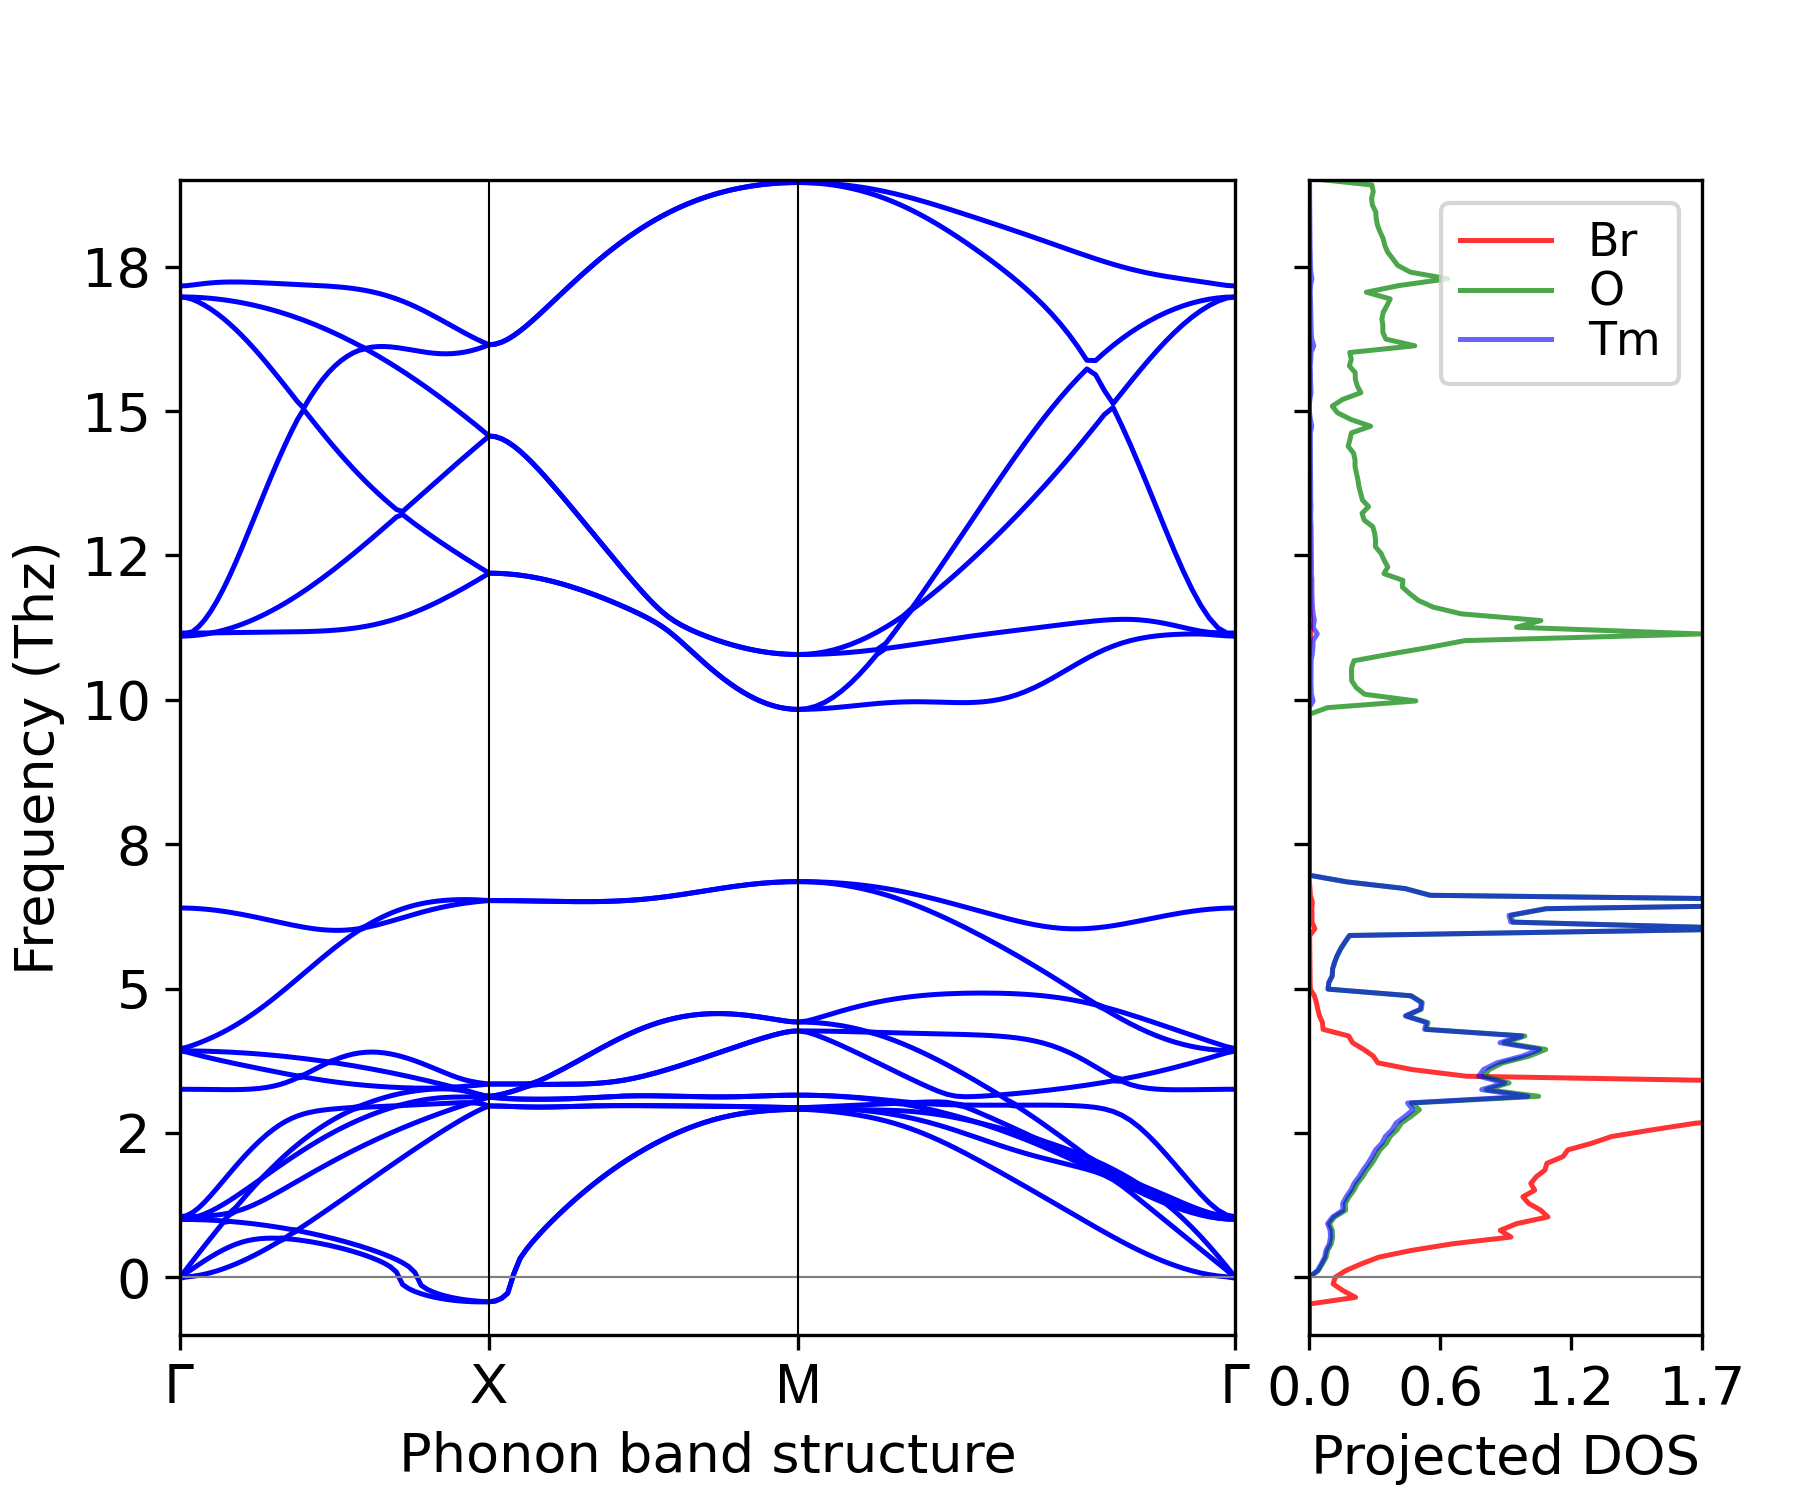 18
15
12
10
8
5
2
0
Frequency (Thz)
Γ X M Γ
Phonon band structure
Br
O
Tm
0.0 0.6 1.2 1.7
Projected DOS